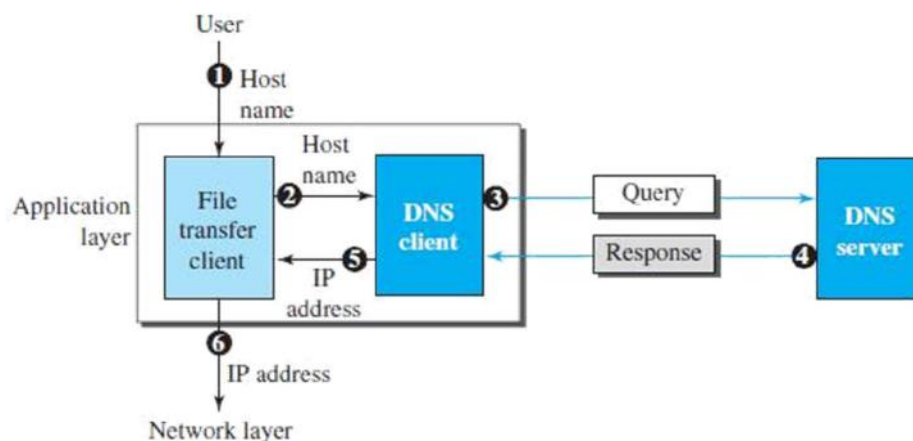 User
1
Host
name
Application
layer
File
transfer
client
2
Host
name
DNS
client
5
IP
address
3
Query
Response
4
DNS
server
6
IP address
Network layer